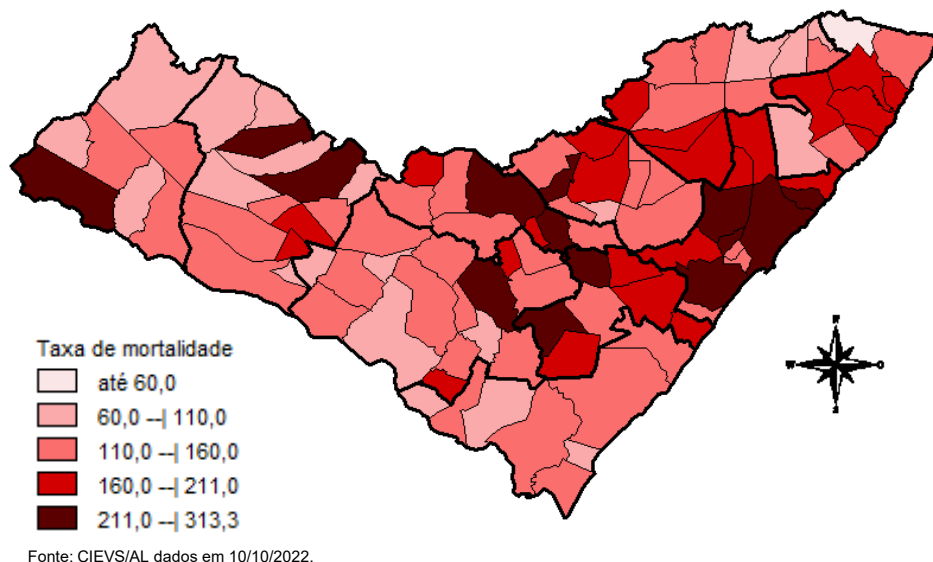 N
W
O
S
Taxa de mortalidade
até 60,0
60,0 --| 110,0
110,0 --| 160,0
160,0 --| 211,0
211,0 --| 313,3
Fonte: CIEVS/AL dados em 10/10/2022.